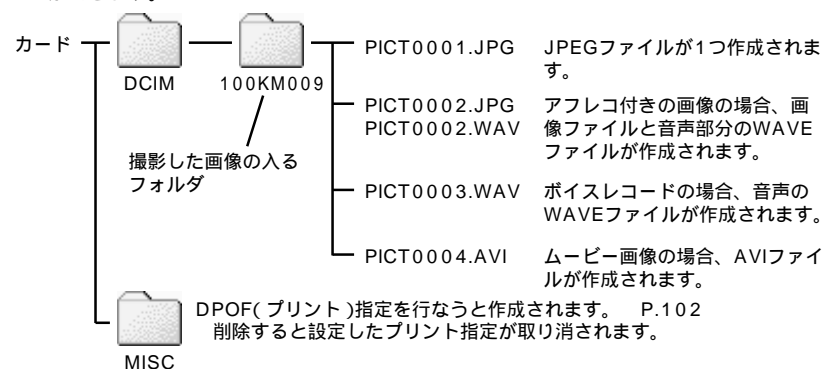 カード
DCIM
100KM009
撮影した画像の入る
フォルダ
PICT0001.JPG JPEGファイルが1つ作成されま
す。
PICT0002.JPG アフレコ付きの画像の場合、画
PICT0002.WAV 像ファイルと音声部分のWAVE
ファイルが作成されます。
PICT0003.WAV ボイスレコードの場合、音声の
WAVEファイルが作成されます。
PICT0004.AVI ムービー画像の場合、AVIファイ
ルが作成されます。
DPOF(プリント)指定を行なうと作成されます。 P.102
削除すると設定したプリント指定が取り消されます。
MISC